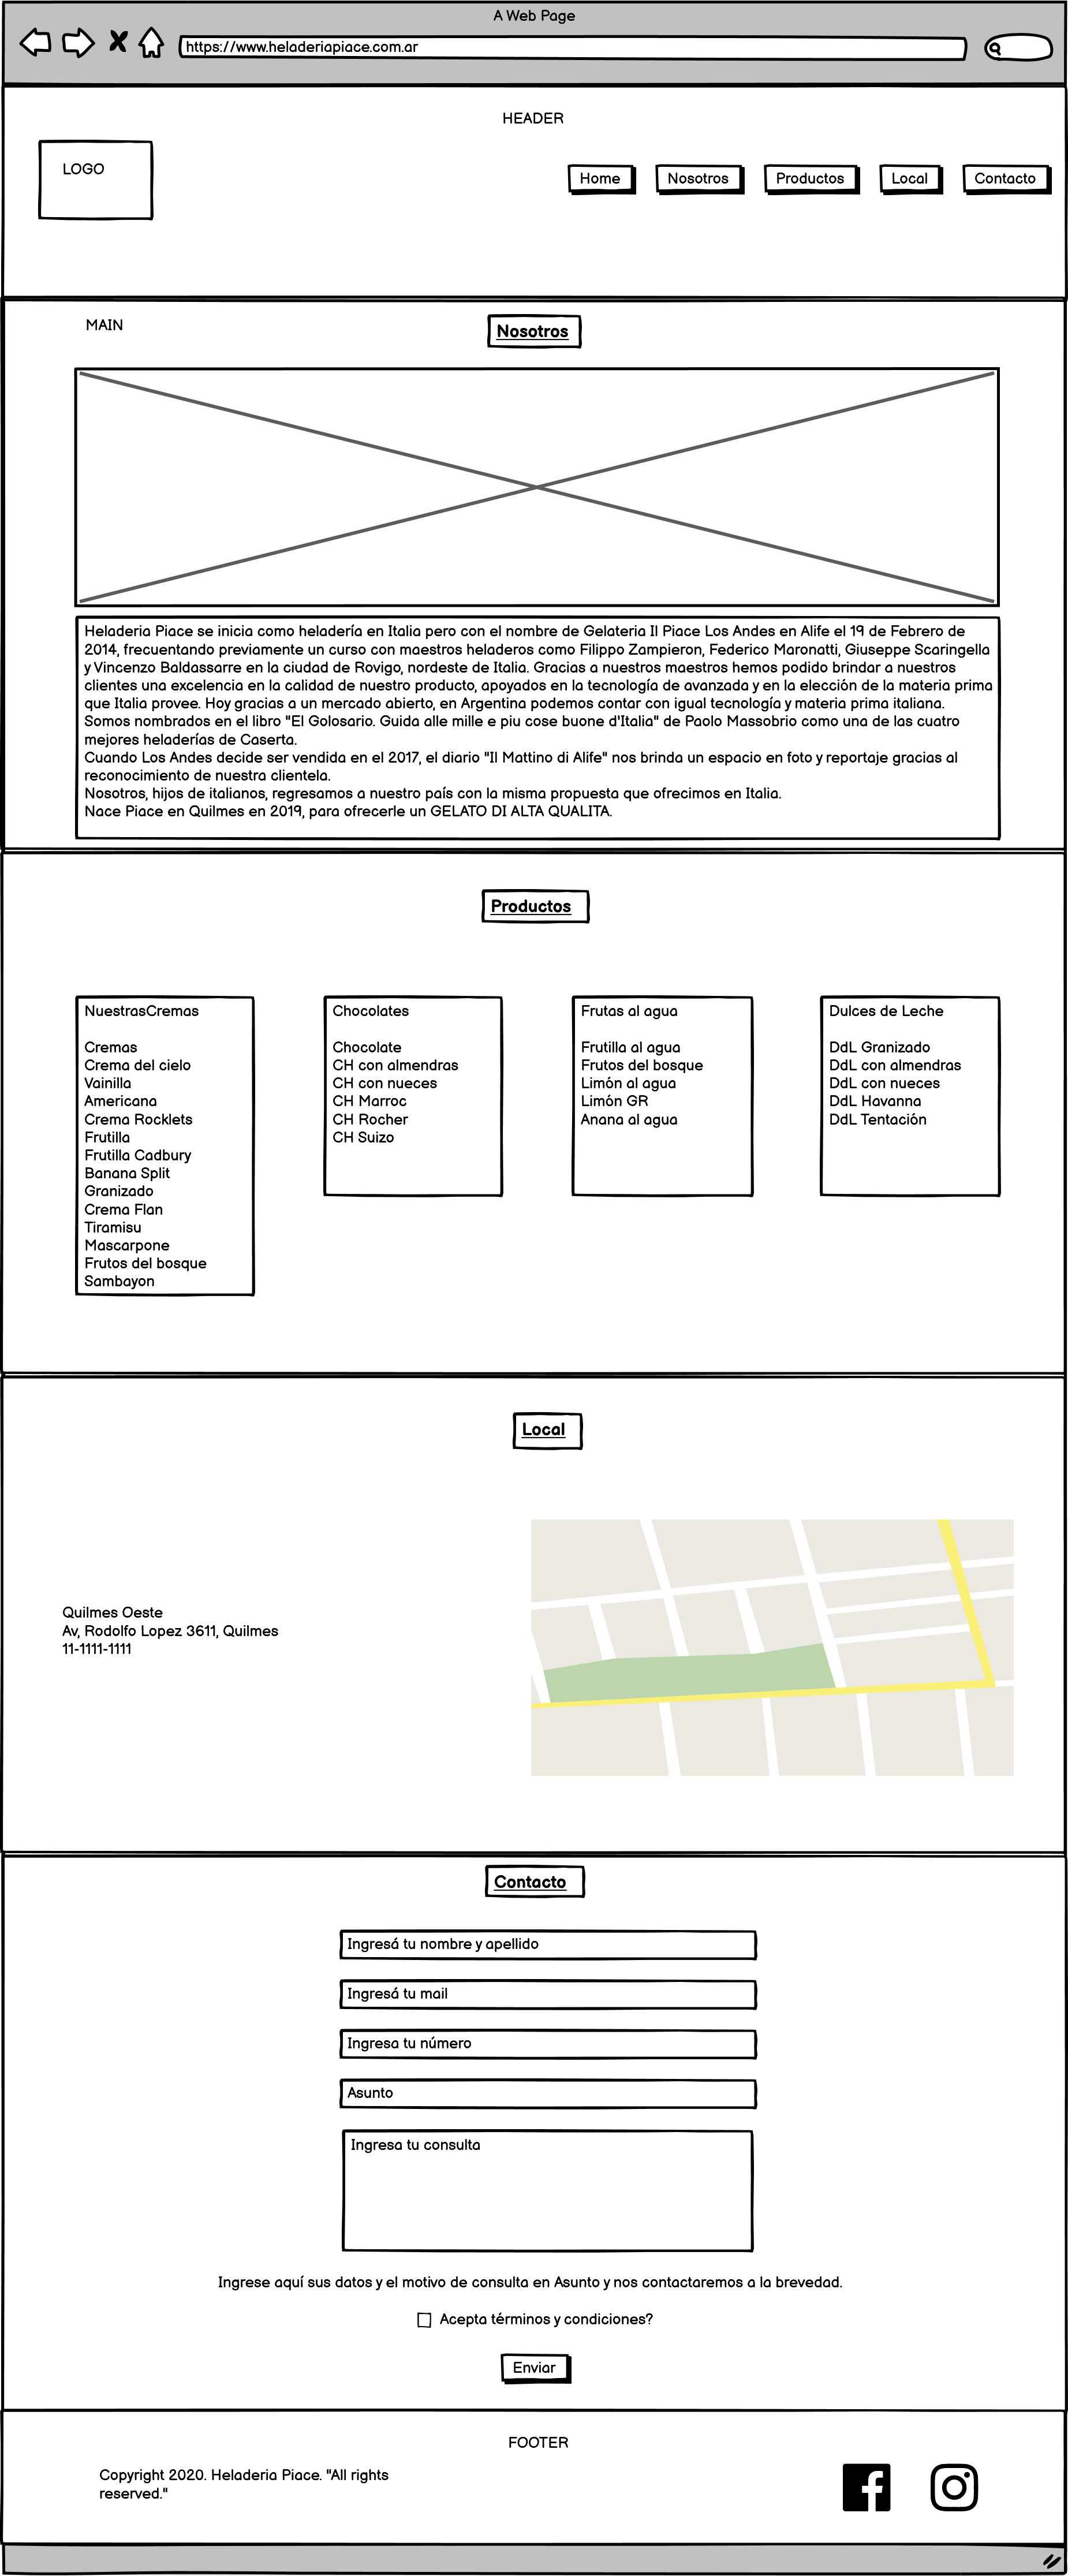 A Web Page
https://www.heladeriapiace.com.ar
HEADER
LOGO
Home
Nosotros
Productos
Local
Contacto
MAIN
Nosotros
Heladeria Piace se inicia como heladería en Italia pero con el nombre de Gelateria Il Piace Los Andes en Alife el 19 de Febrero de
2014, frecuentando previamente un curso con maestros heladeros como Filippo Zampieron, Federico Maronatti, Giuseppe Scaringella
y Vincenzo Baldassarre en la ciudad de Rovigo, nordeste de Italia. Gracias a nuestros maestros hemos podido brindar a nuestros
clientes una excelencia en la calidad de nuestro producto, apoyados en la tecnología de avanzada y en la elección de la materia prima
que Italia provee. Hoy gracias a un mercado abierto, en Argentina podemos contar con igual tecnología y materia prima italiana.
Somos nombrados en el libro "El Golosario. Guida alle mille e piu cose buone d'Italia" de Paolo Massobrio como una de las cuatro
mejores heladerías de Caserta.
Cuando Los Andes decide ser vendida en el 2017, el diario "Il Mattino di Alife" nos brinda un espacio en foto y reportaje gracias al
reconocimiento de nuestra clientela.
Nosotros, hijos de italianos, regresamos a nuestro país con la misma propuesta que ofrecimos en Italia.
Nace Piace en Quilmes en 2019, para ofrecerle un GELATO DI ALTA QUALITA.
Productos
NuestrasCremas
Cremas
Crema del cielo
Vainilla
Americana
Crema Rocklets
Frutilla
Frutilla Cadbury
Banana Split
Granizado
Crema Flan
Tiramisu
Mascarpone
Frutos del bosque
Sambayon
Chocolates
Chocolate
CH con almendras
CH con nueces
CH Marroc
CH Rocher
CH Suizo
Frutas al agua
Frutilla al agua
Frutos del bosque
Limón al agua
Limón GR
Anana al agua
Dulces de Leche
DdL Granizado
DdL con almendras
DdL con nueces
DdL Havanna
DdL Tentación
Local
Quilmes Oeste
Av, Rodolfo Lopez 3611, Quilmes
11-1111-1111
Contacto
Ingresá tu nombre y apellido
Ingresá tu mail
Ingresa tu número
Asunto
Ingresa tu consulta
Ingrese aquí sus datos y el motivo de consulta en Asunto y nos contactaremos a la brevedad.
Acepta términos y condiciones?
Enviar
FOOTER
Copyright 2020. Heladeria Piace. "All rights
reserved."